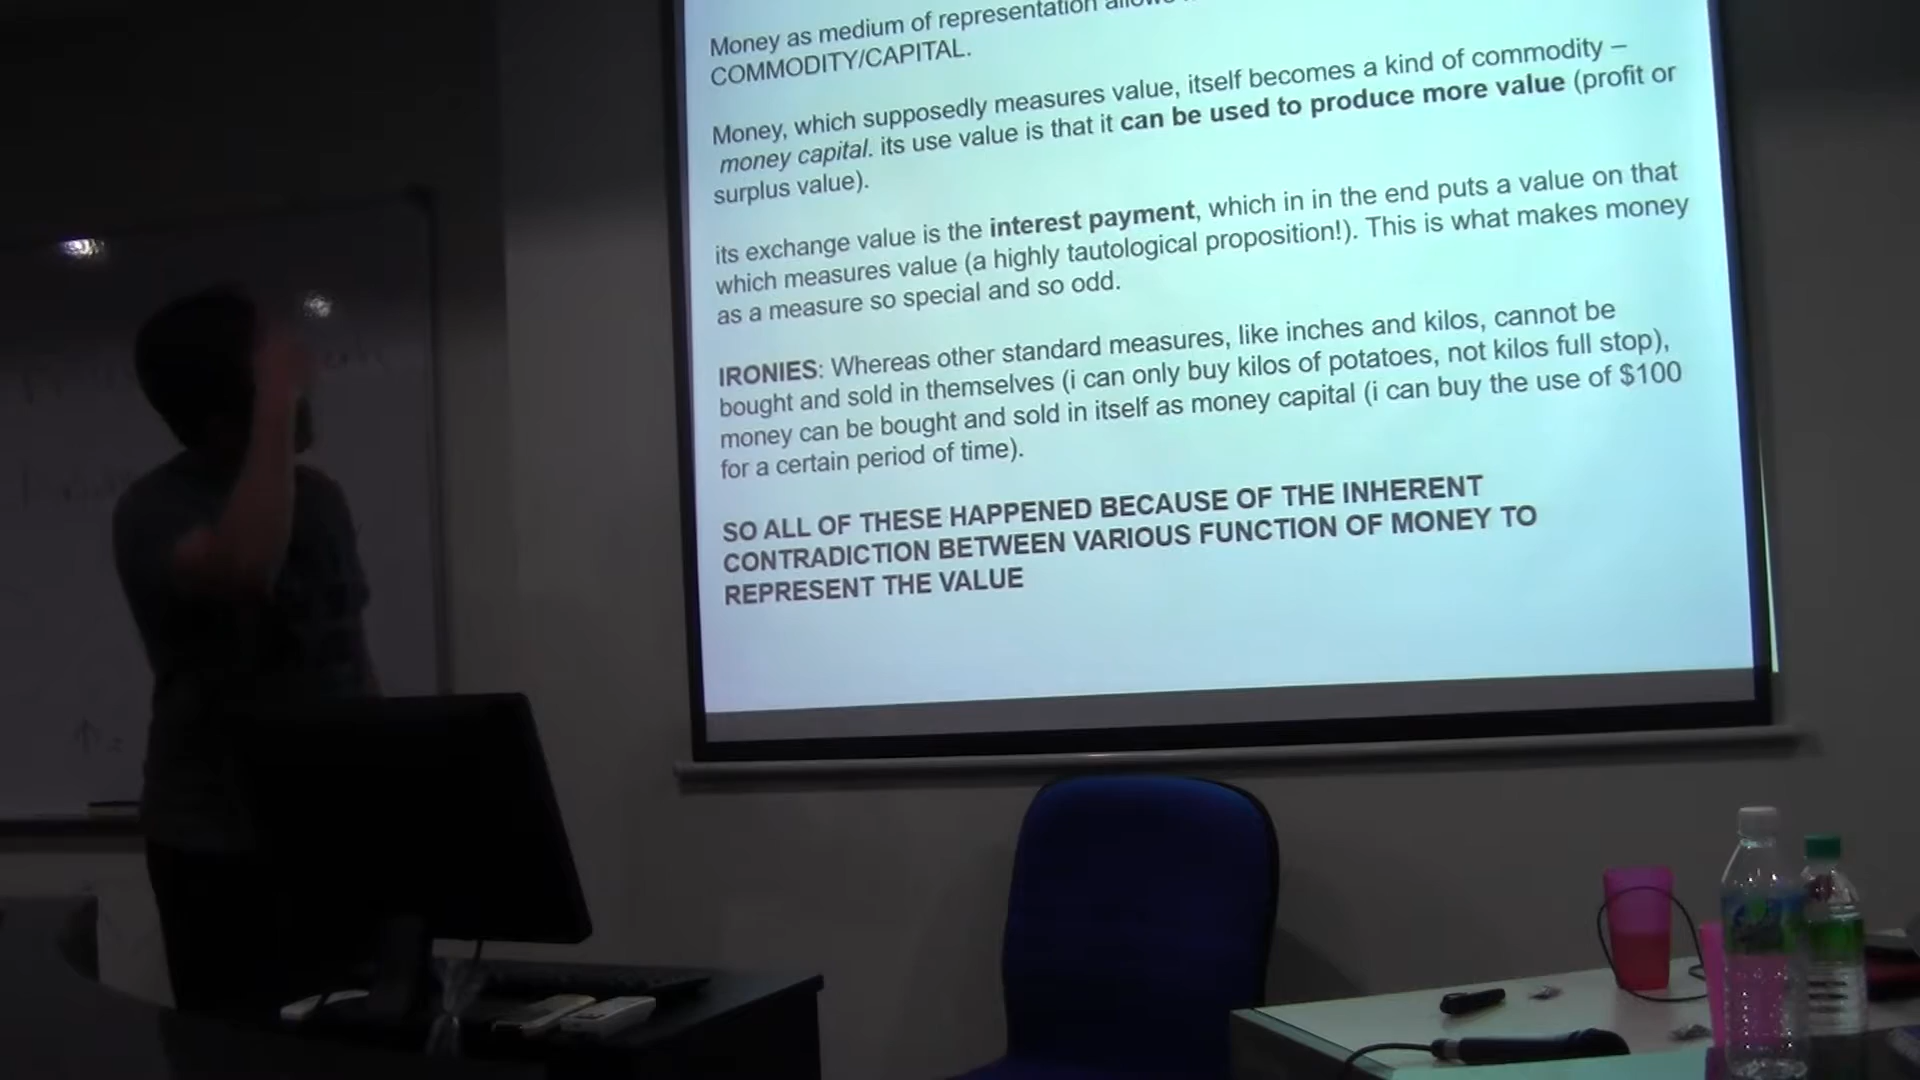 Money as medium of representation allows
COMMODITY/CAPITAL.
Money, which supposedly measures value, itself becomes a kind of commodity –
money capital. its use value is that it can be used to produce more value (profit or
surplus value).
its exchange value is the interest payment, which in in the end puts a value on that
which measures value (a highly tautological proposition!). This is what makes money
as a measure so special and so odd.
IRONIES: Whereas other standard measures, like inches and kilos, cannot be
bought and sold in themselves (i can only buy kilos of potatoes, not kilos full stop),
money can be bought and sold in itself as money capital (i can buy the use of $100
for a certain period of time).
SO ALL OF THESE HAPPENED BECAUSE OF THE INHERENT
CONTRADICTION BETWEEN VARIOUS FUNCTION OF MONEY TO
REPRESENT THE VALUE